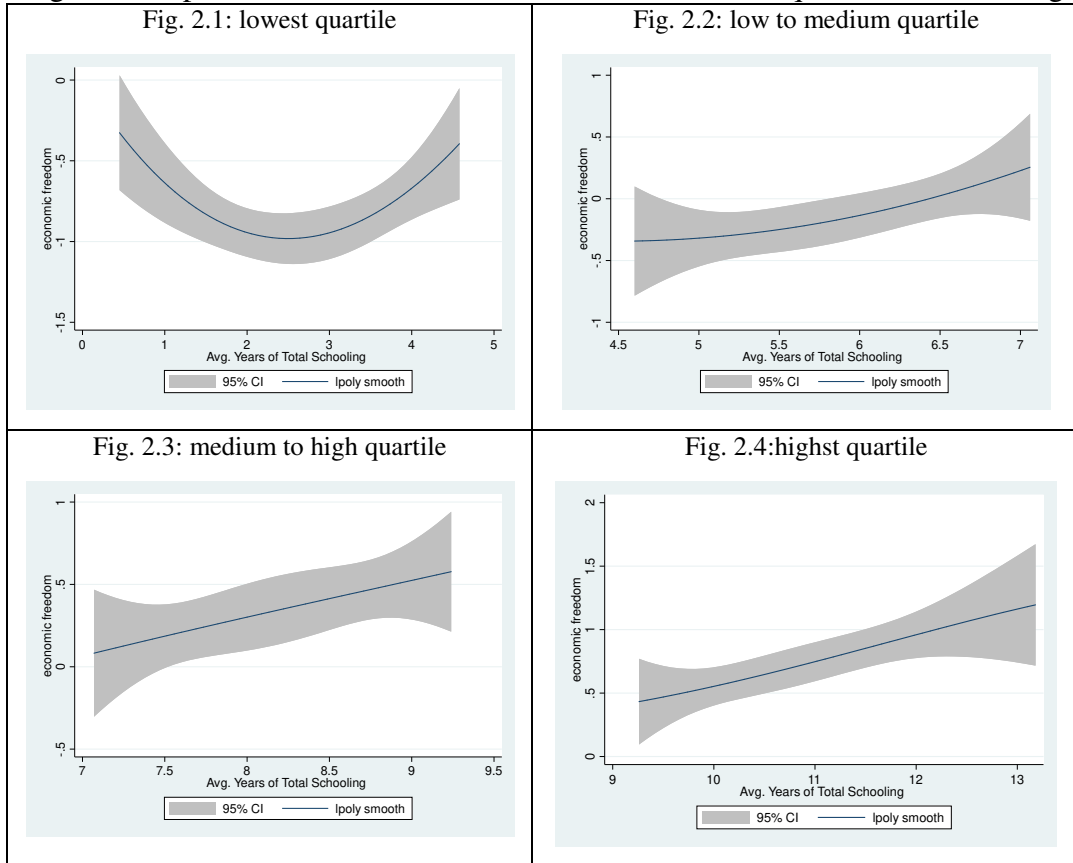 Fig. 2.1: lowest quartile
0
-.5
-1
-1.5
economic freedom
0 1 2 3 4 5
Avg. Years of Total Schooling
95% CI lpoly smooth
Fig. 2.2: low to medium quartile
1
.5
0
-.5
-1
economic freedom
4.5 5 5.5 6 6.5 7
Avg. Years of Total Schooling
95% CI lpoly smooth
Fig. 2.3: medium to high quartile
1
.5
0
-.5
economic freedom
7 7.5 8 8.5 9 9.5
Avg. Years of Total Schooling
95% CI lpoly smooth
Fig. 2.4:highst quartile
2
1.5
1
.5
0
economic freedom
9 10 11 12 13
Avg. Years of Total Schooling
95% CI lpoly smooth